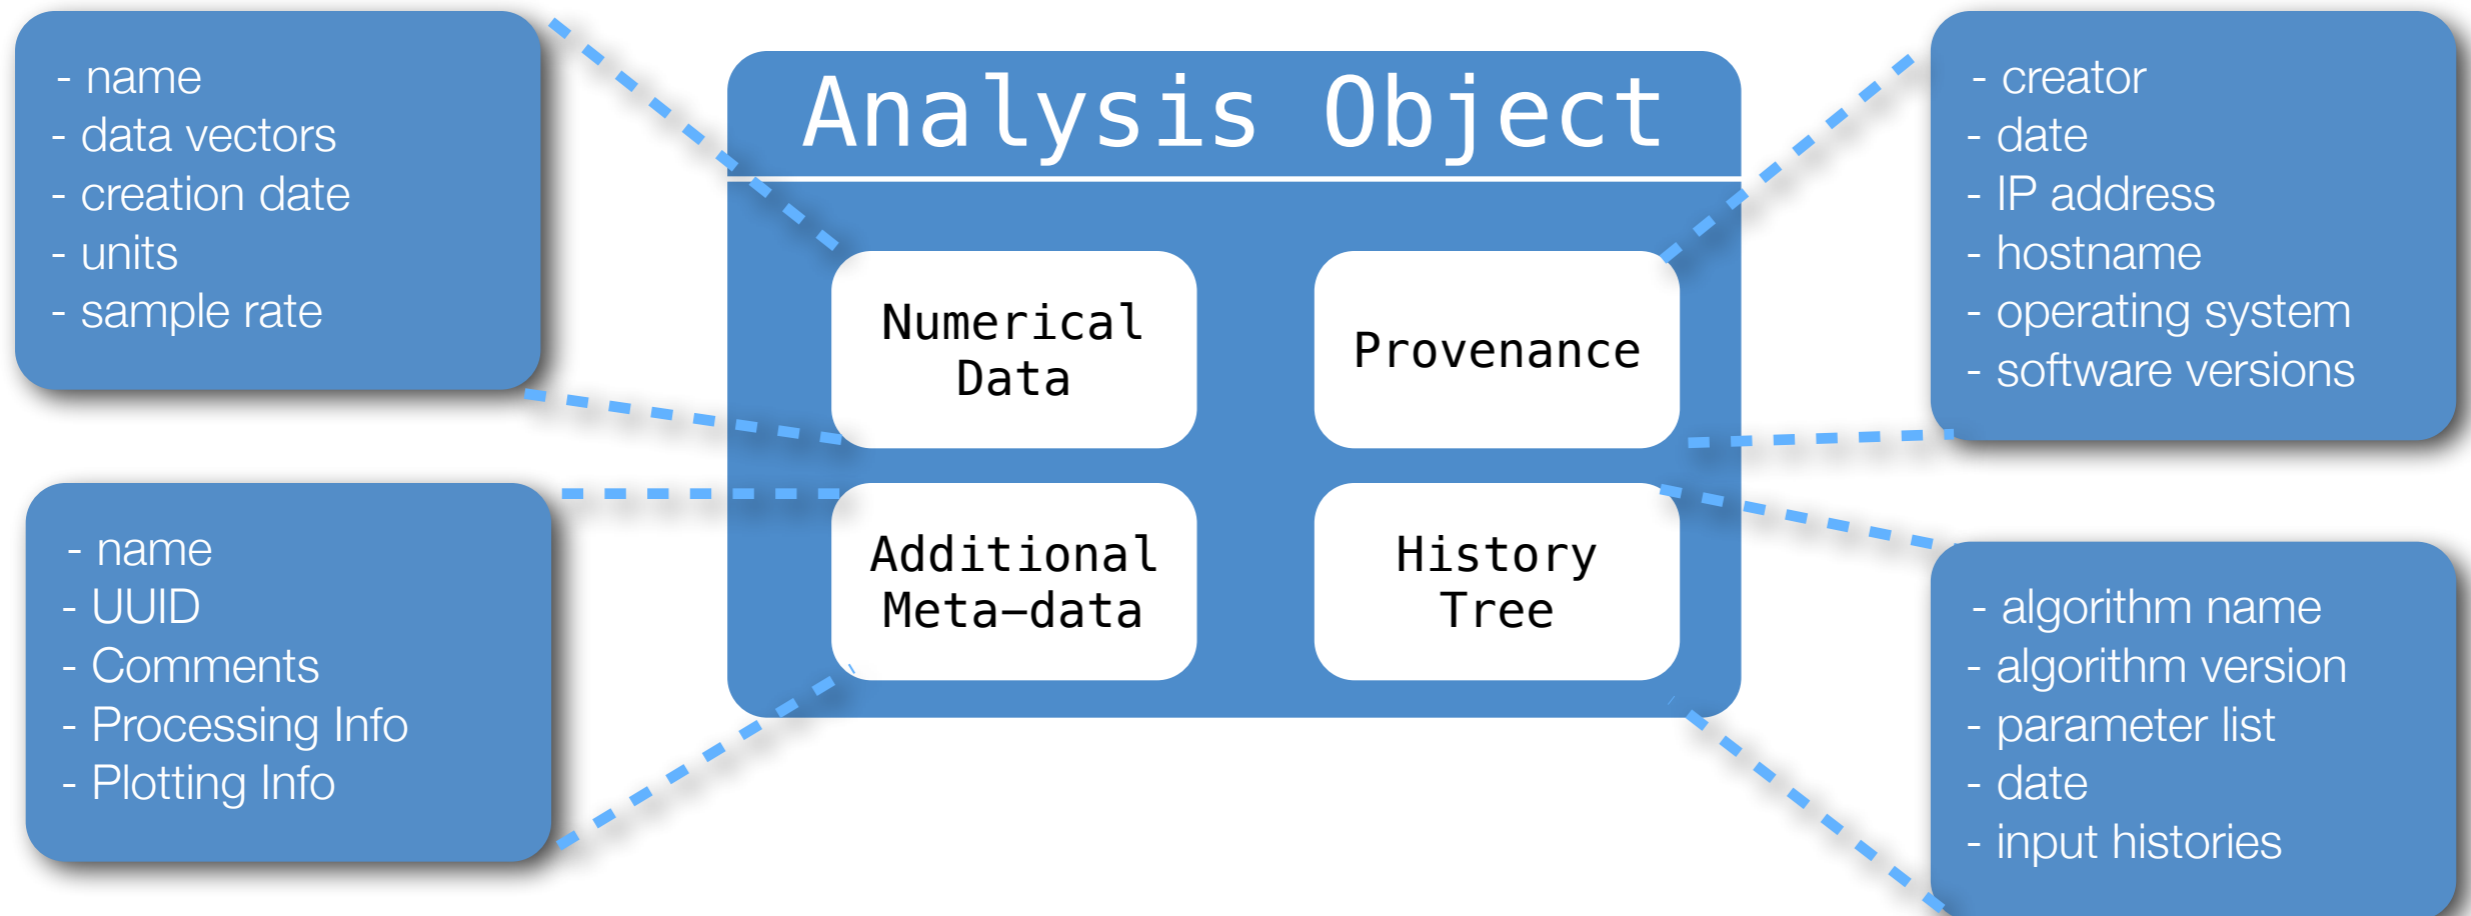 - name
- data vectors
- creation date
- units
- sample rate
Analysis Object
Numerical
Data
Provenance
Additional
Meta-data
History
Tree
- creator
- date
- IP address
- hostname
- operating system
- software versions
- name
- UUID
- Comments
- Processing Info
- Plotting Info
- algorithm name
- algorithm version
- parameter list
- date
- input histories